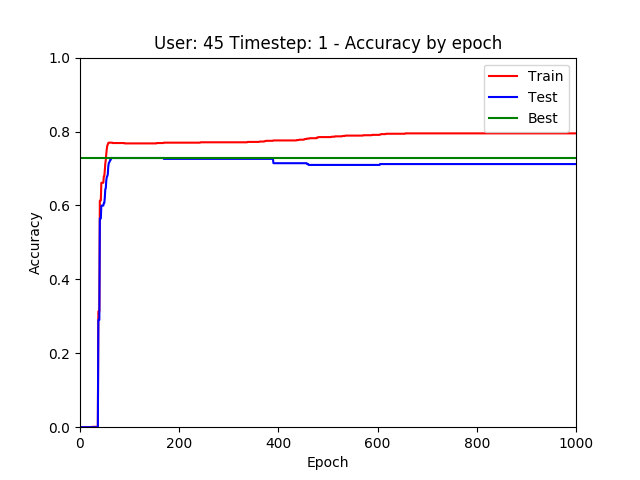 User: 45 Timestep: 1 - Accuracy by epoch
1.0
0.8
0.6
0.4
0.2
0.0
Accuracy
Train
Test
Best
0 200 400 600 800 1000
Epoch